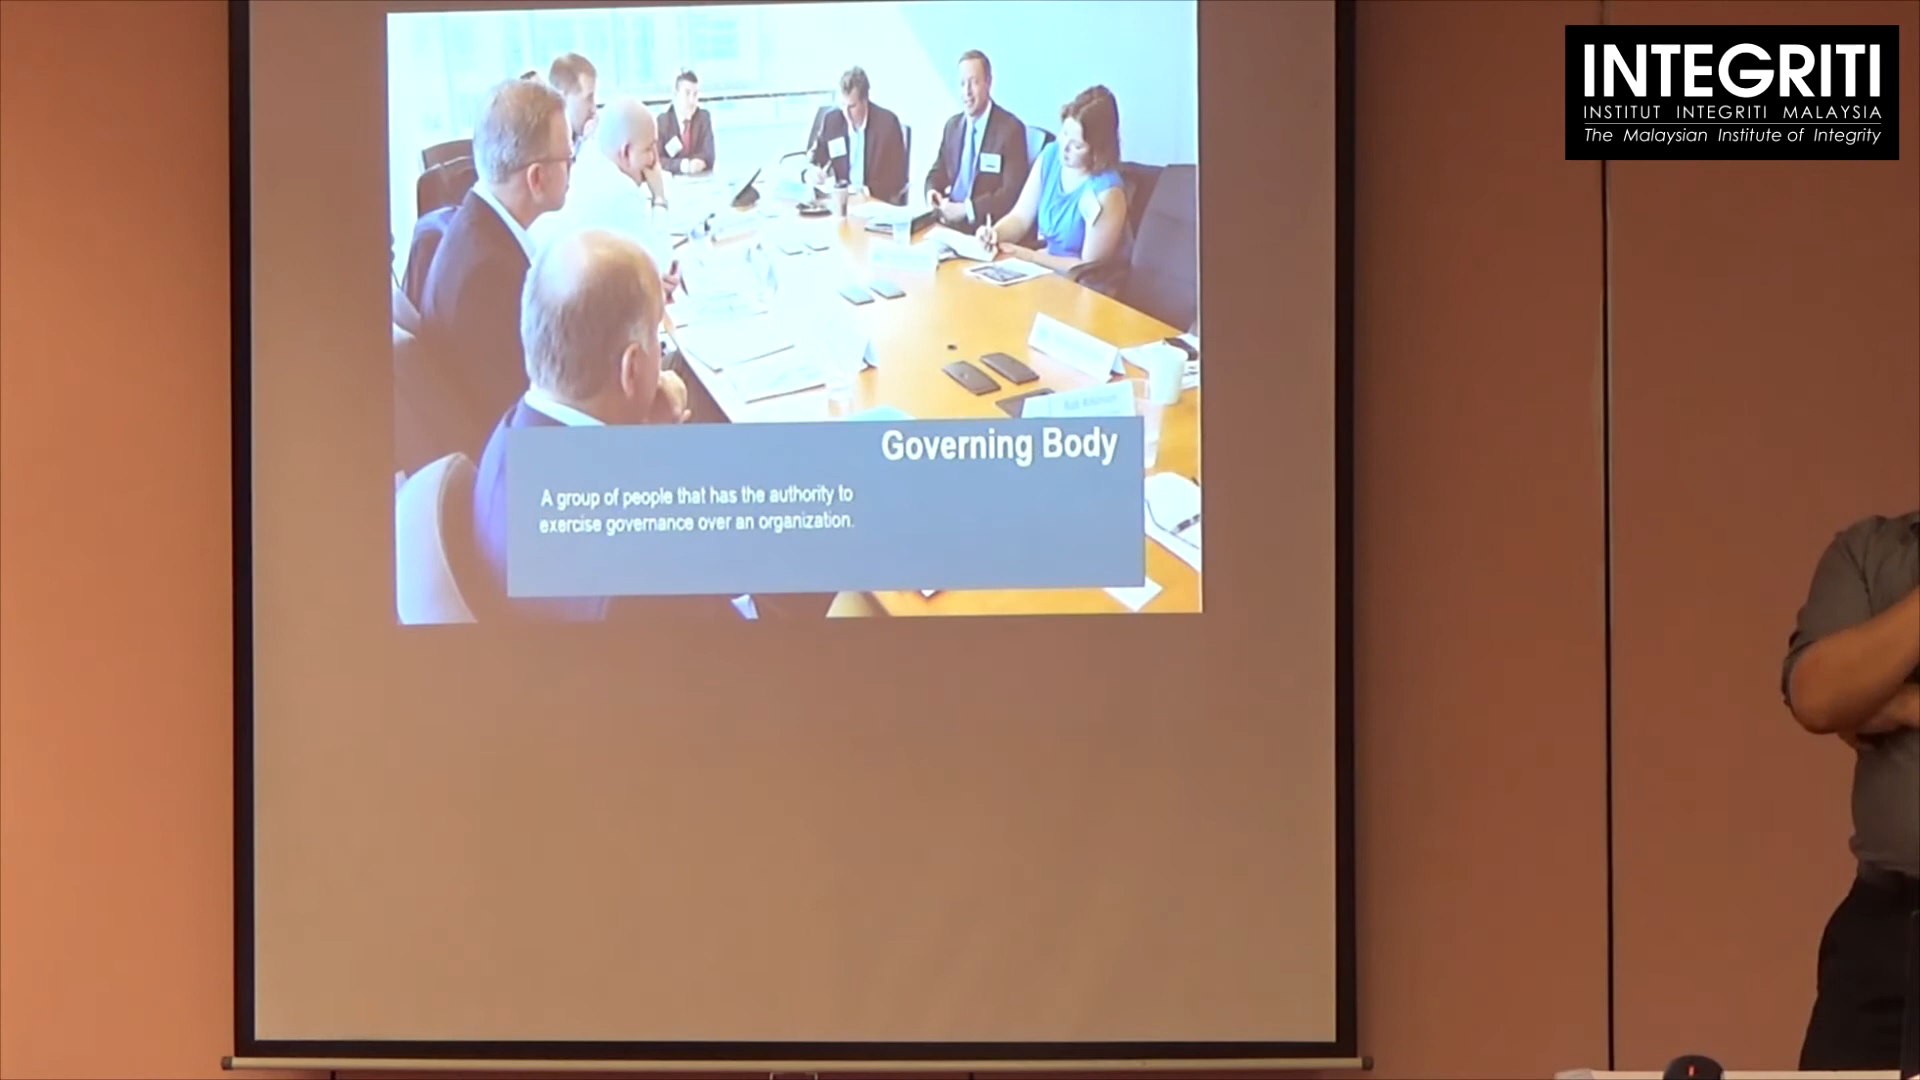 INTEGRITI
INSTITUT INTEGRITI MALAYSIA
The Malaysian Institute of Integrity
Governing Body
A group of people that has the authority to
exercise governance over an organization.